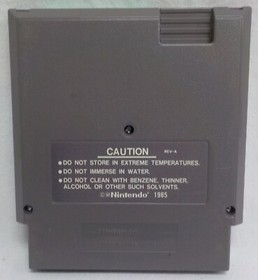 CAUTION REV-A
•DO NOT STORE IN EXTREME TEMPERATURES.
•DO NOT IMMERSE IN WATER.
•DO NOT CLEAN WITH BENZENE, THINNER,
ALCOHOL OR OTHER SUCH SOLVENTS.
©Nintendo® 1985